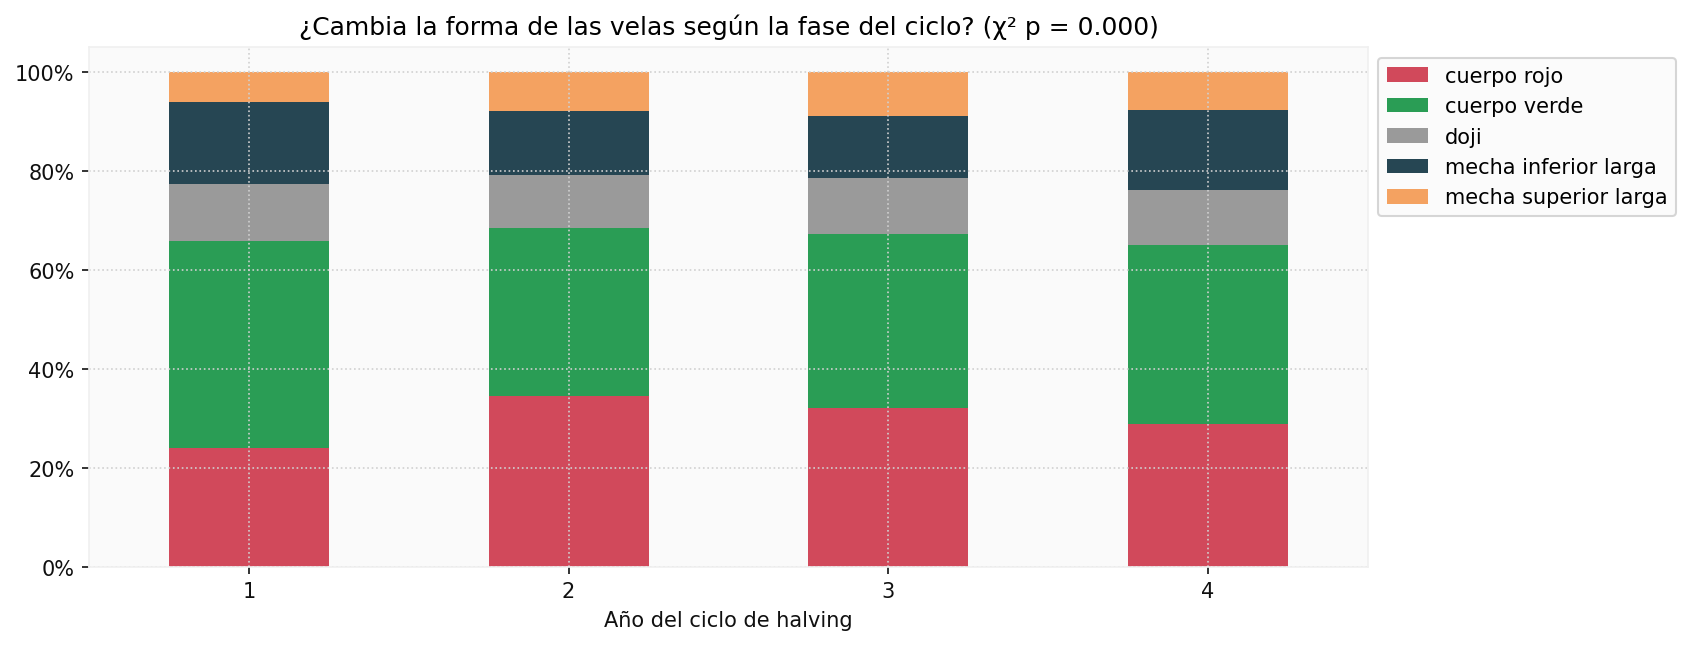 ¿Cambia la forma de las velas según la fase del ciclo? (χ² p = 0.000)
100%
80%
60%
40%
20%
0%
1 2 3 4
Año del ciclo de halving
cuerpo rojo
cuerpo verde
doji
mecha inferior larga
mecha superior larga